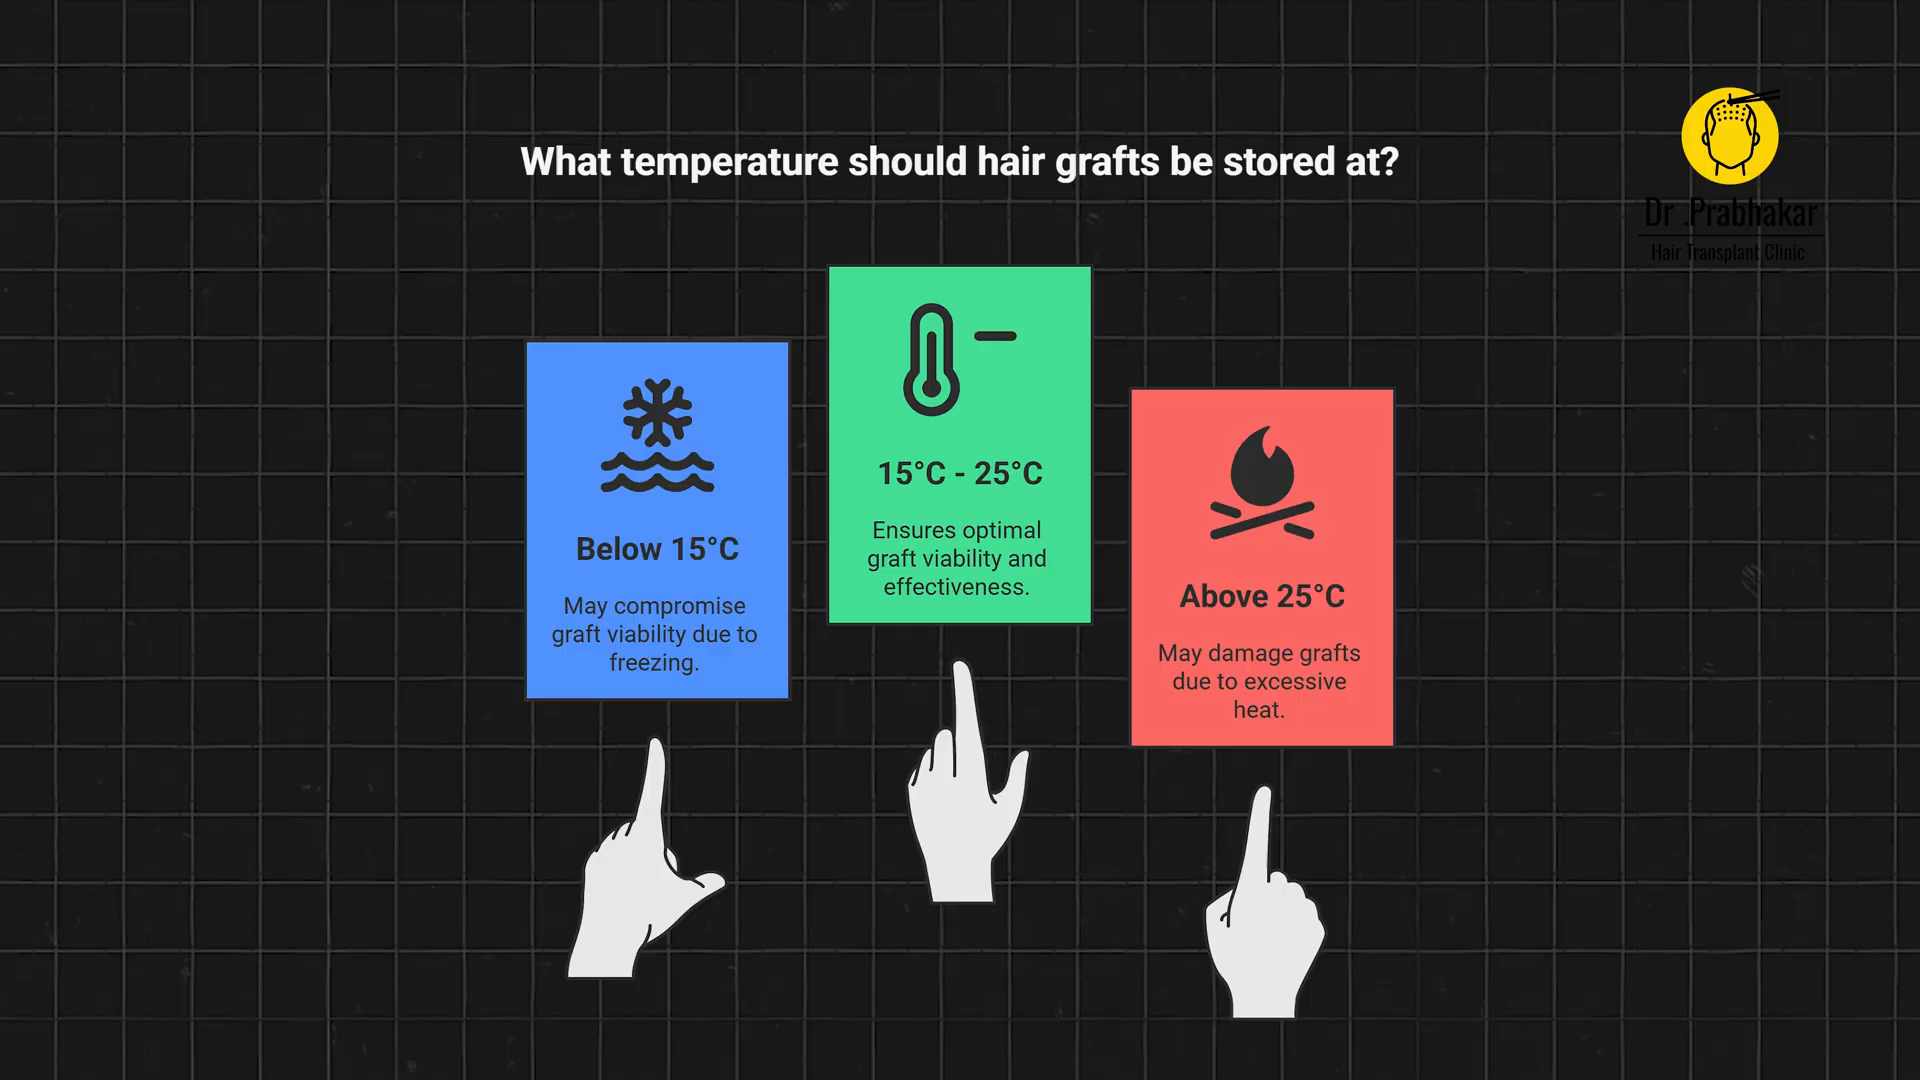 What temperature should hair grafts be stored at?
Dr .Prabhakar
Hair Transplant Clinic
Below 15°C
May compromise
graft viability due to
freezing.
15°C - 25°C
Ensures optimal
graft viability and
effectiveness.
Above 25°C
May damage grafts
due to excessive
heat.